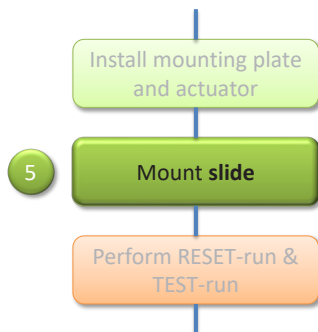 Install mounting plate
and actuator
5
Mount slide
Perform RESET-run &
TEST-run